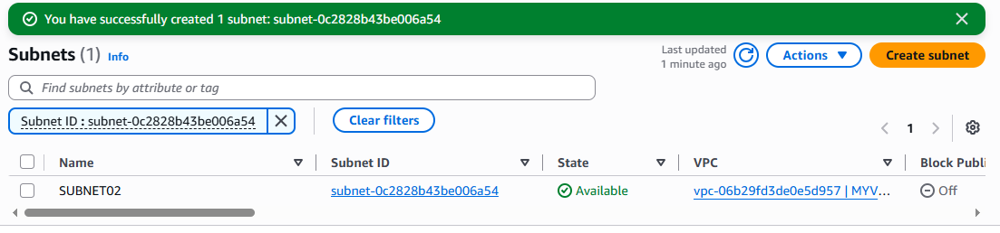 You have successfully created 1 subnet: subnet-0c2828b43be006a54
Subnets (1) Info
Last updated
1 minute ago
Actions
Create subnet
Find subnets by attribute or tag
Subnet ID : subnet-0c2828b43be006a54
Clear filters
1
Name Subnet ID State VPC Block Publi
SUBNET02 subnet-0c2828b43be006a54 Available vpc-06b29fd3de0e5d957 | MYV... Off